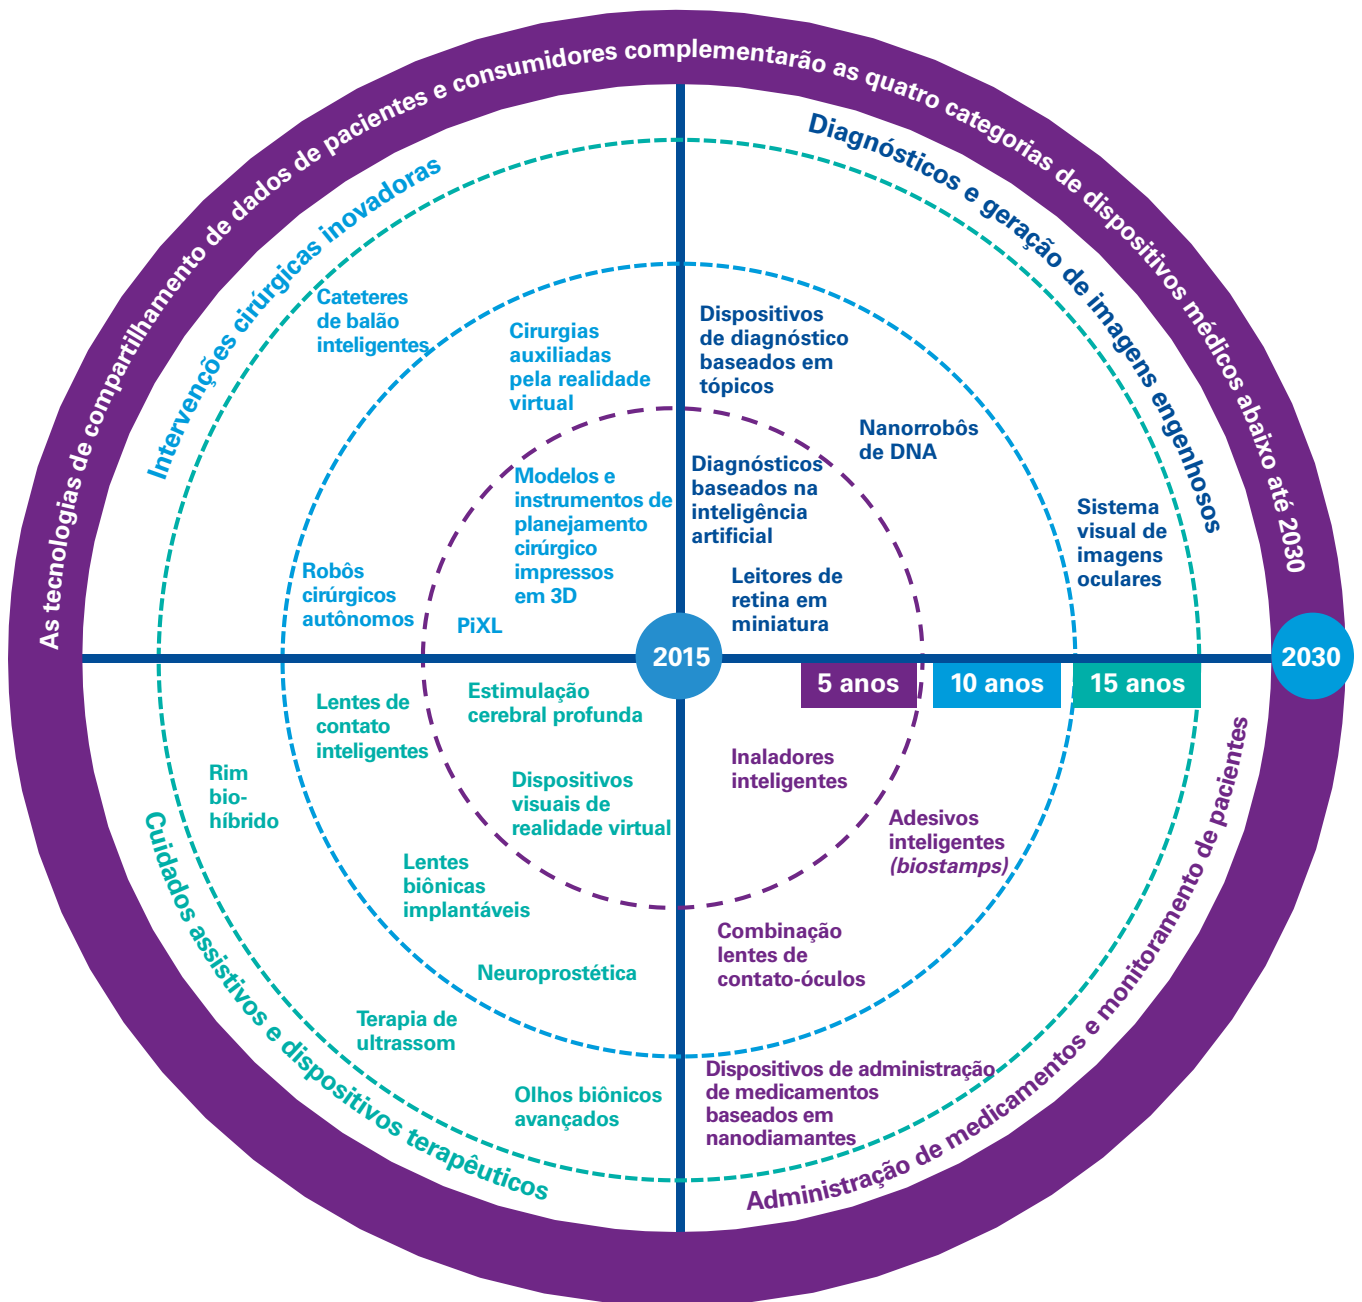 As tecnologias de compartilhamento de dados de pacientes e consumidores complementarão as quatro categorias de dispositivos médicos abaixo até 2030
Intervenções cirúrgicas inovadoras
Cateteres
de balão
inteligentes
Cirurgias
auxiliadas
pela realidade
virtual
Modelos e
instrumentos de
planejamento
cirúrgico
impressos
em 3D
Robôs
cirúrgicos
autônomos
PiXL
Diagnósticos e geração de imagens engenhosos
Dispositivos
de diagnóstico
baseados em
tópicos
Nanorrobôs
de DNA
Diagnósticos
baseados na
inteligência
artificial
Sistema
visual de
imagens
oculares
Leitores de
retina em
miniatura
2015
2030
5 anos
10 anos
15 anos
Estimulação
cerebral profunda
Lentes de
contato
inteligentes
Rim
bio-
híbrido
Dispositivos
visuais de
realidade virtual
Lentes
biônicas
implantáveis
Neuroprostética
Terapia de
ultrassom
Olhos biônicos
avançados
Cuidados assistivos e dispositivos terapêuticos
Inaladores
inteligentes
Adesivos
inteligentes
(biostamps)
Combinação
lentes de
contato-óculos
Dispositivos de administração
de medicamentos
baseados em
nanodiamantes
Administração de medicamentos e monitoramento de pacientes